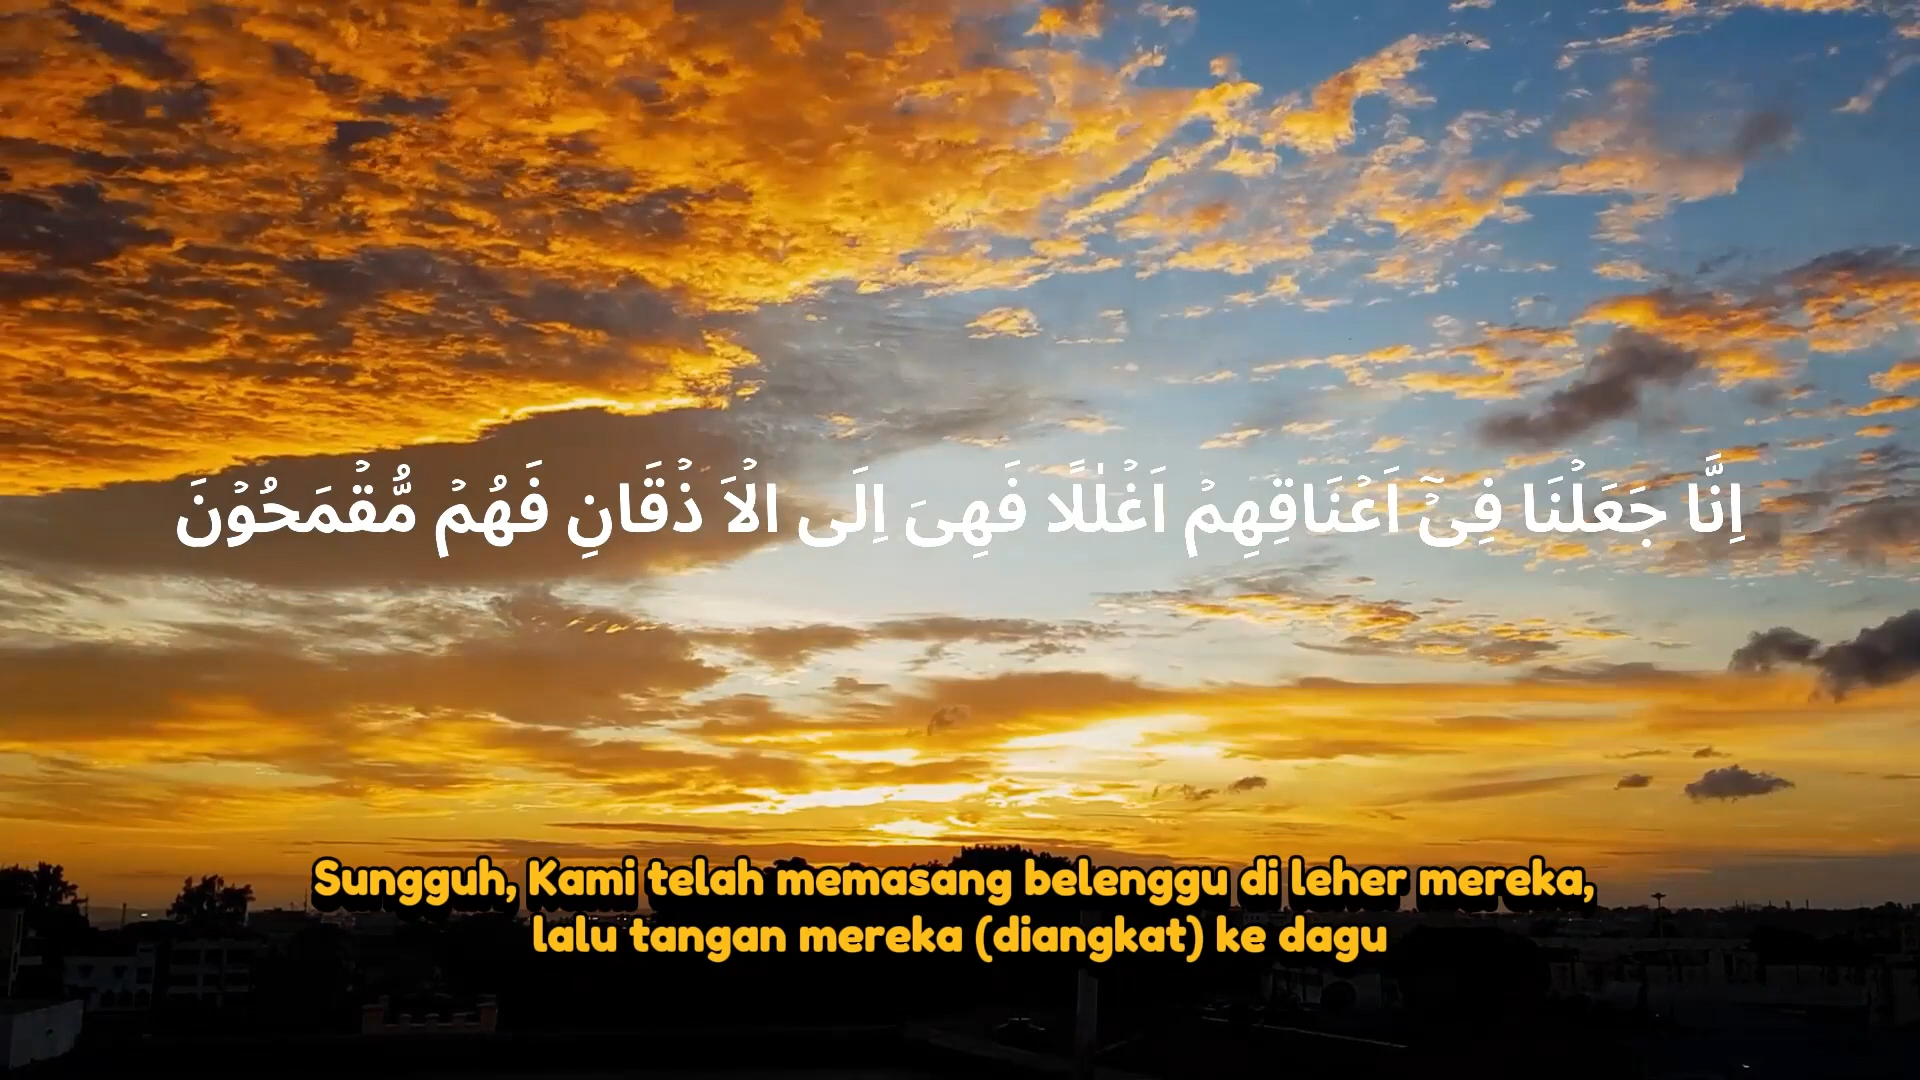 اِنَّا جَعَلۡنَا فِىۡۤ اَعۡنَاقِهِمۡ اَغۡلٰلًا فَهِىَ اِلَى الۡاَ ذۡقَانِ فَهُمۡ مُّقۡمَحُوۡنَ
Sungguh, Kami telah memasang belenggu di leher mereka,
lalu tangan mereka (diangkat) ke dagu